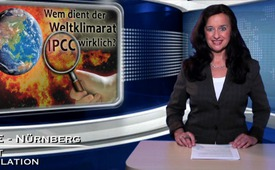 Wem dient der
Weltklimarat
IPCC
wirklich?
E - NÜRNBERG
T
LATION